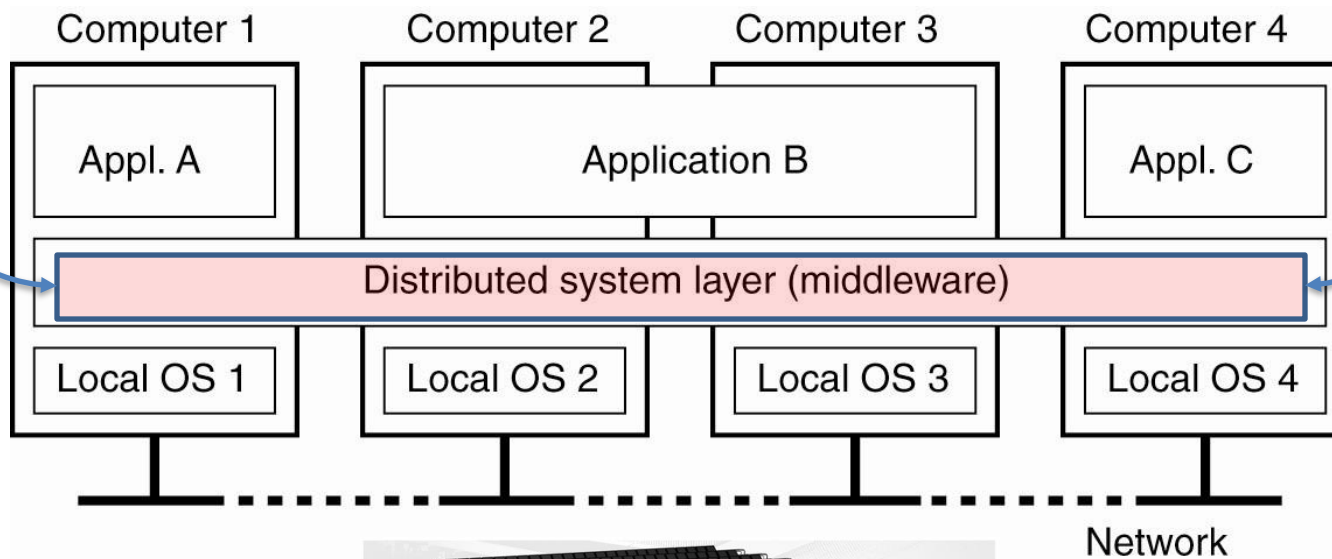 Computer 1 Computer 2 Computer 3 Computer 4
Appl. A Application B Appl. C
Distributed system layer (middleware)
Local OS 1 Local OS 2 Local OS 3 Local OS 4
Network